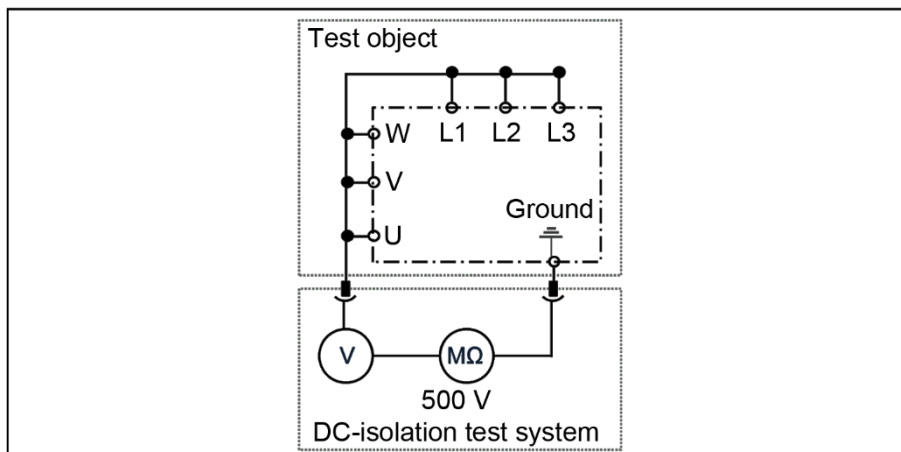 Test object
W
L1 L2 L3
V
Ground
U
V
MΩ
500 V
DC-isolation test system